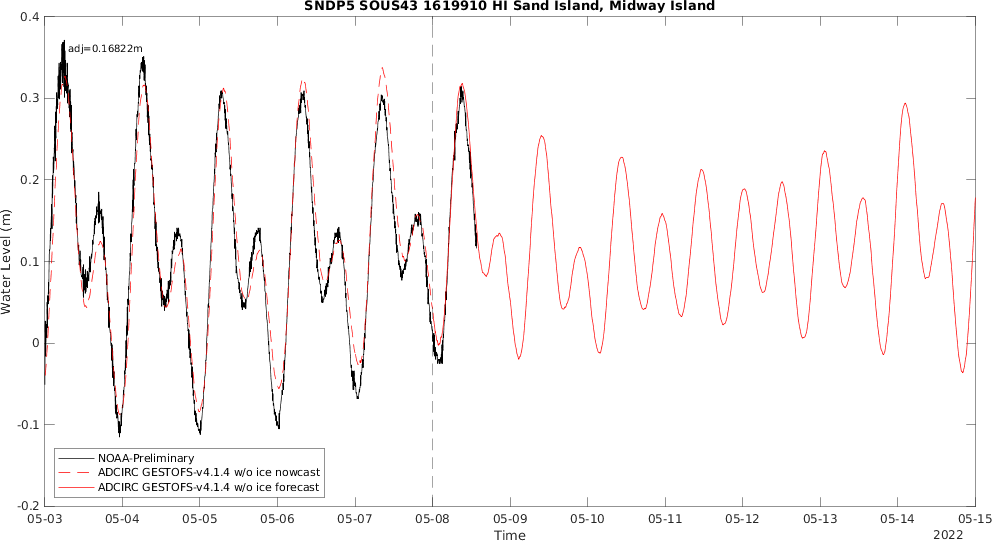 SNDP5 SOUS43 1619910 HI Sand Island, Midway Island
adj=0.16822m
Water Level (m)
0.4
0.3
0.2
0.1
0
-0.1
-0.2
NOAA-Preliminary
ADCIRC GESTOFS-v4.1.4 w/o ice nowcast
ADCIRC GESTOFS-v4.1.4 w/o ice forecast
05-03 05-04 05-05 05-06 05-07 05-08 05-09 05-10 05-11 05-12 05-13 05-14 05-15
Time
2022